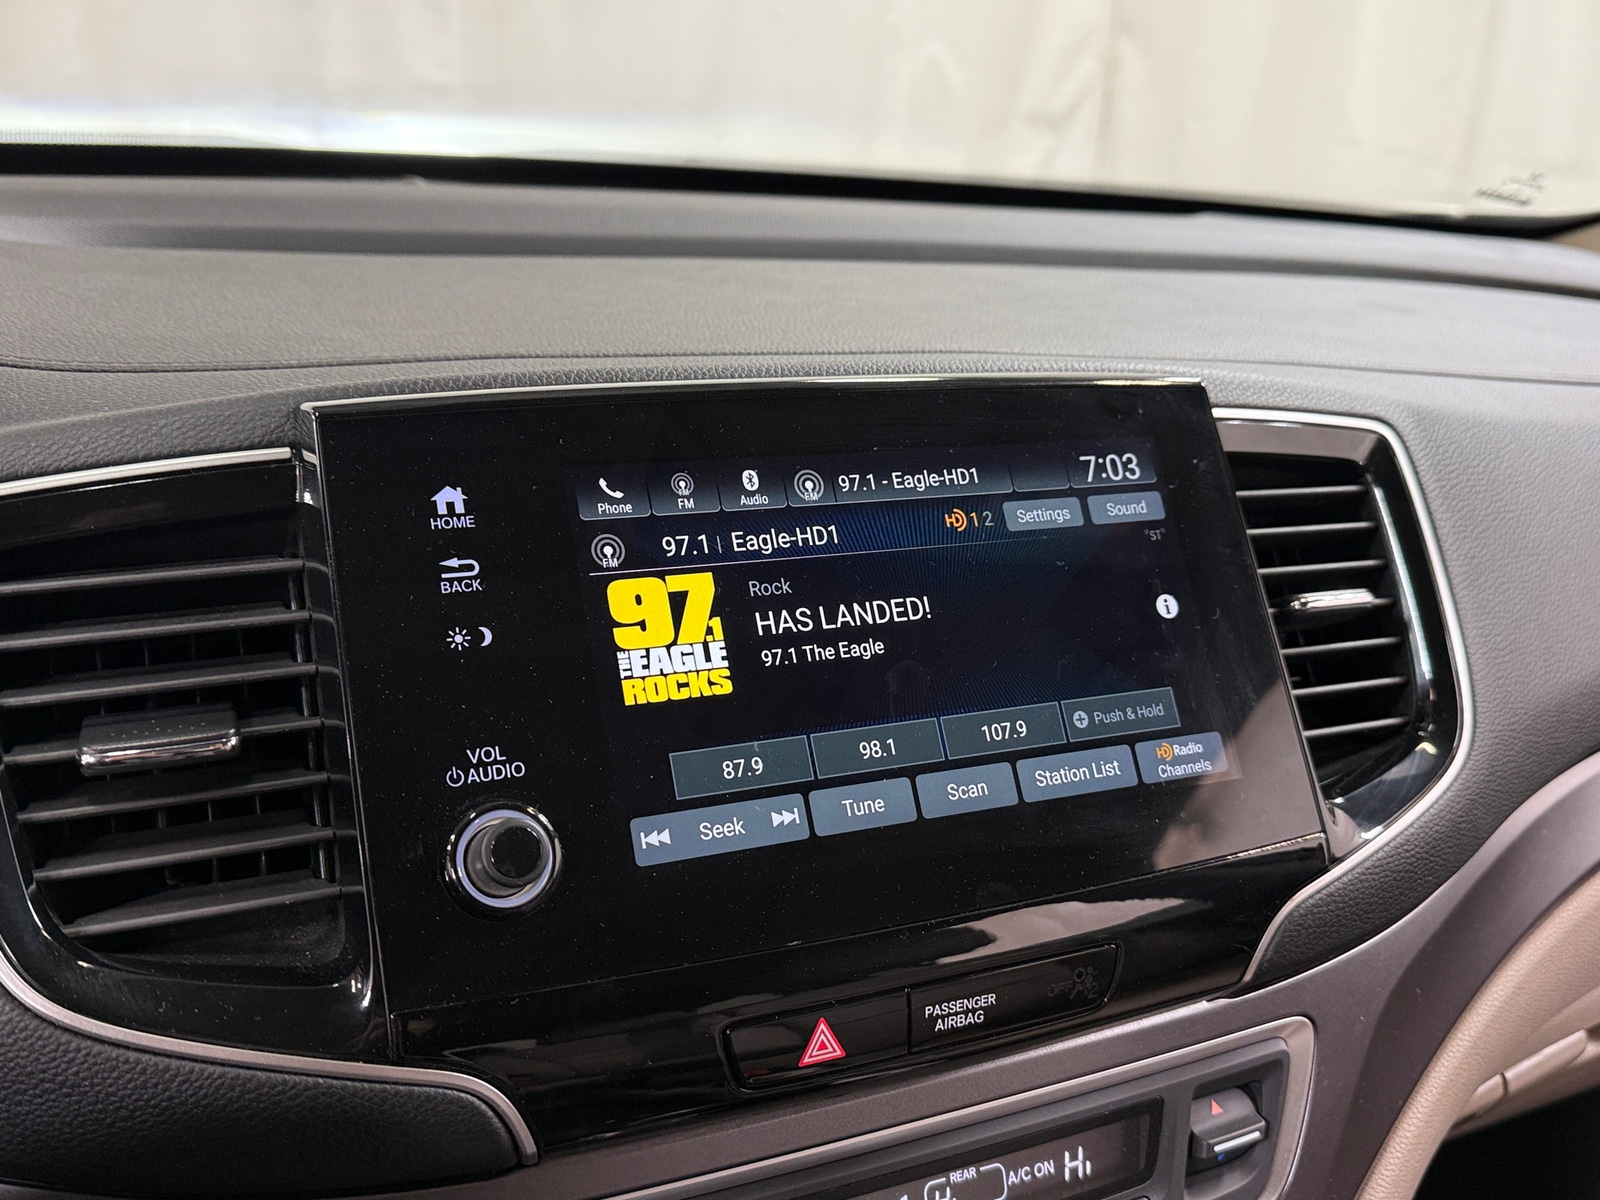 HOME
BACK
VOL
AUDIO
Phone
FM
Audio
FM
97.1 - Eagle-HD1
7:03
FM
97.1 | Eagle-HD1
HD 1 2
Settings
Sound
"ST"
97.1
THE EAGLE
ROCKS
Rock
HAS LANDED!
97.1 The Eagle
i
87.9
98.1
107.9
Push & Hold
Seek
Tune
Scan
Station List
HD Radio
Channels
PASSENGER
AIRBAG
OFF
REAR
A/C ON
Hi